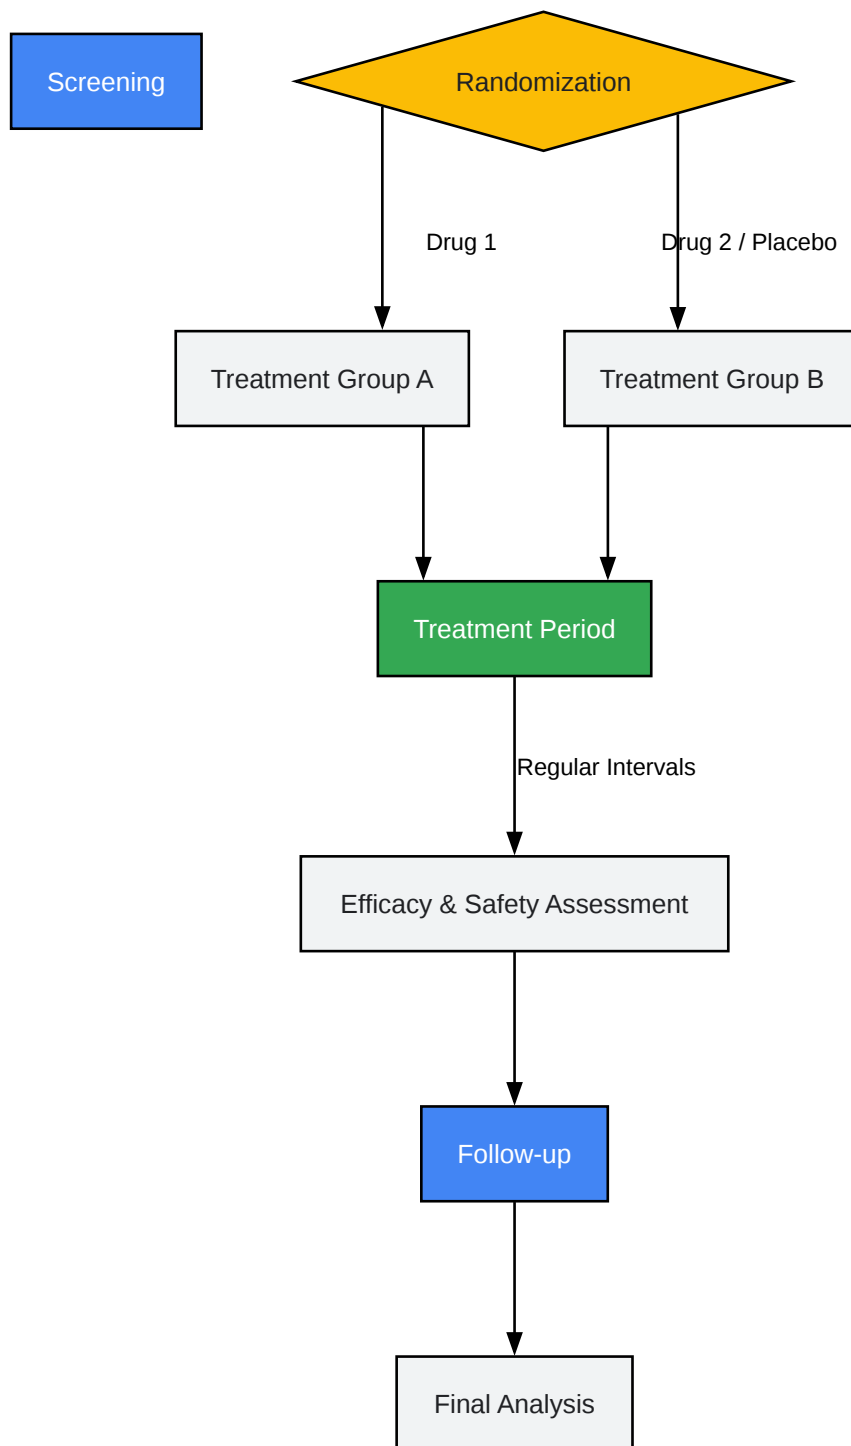 Screening
Randomization
Drug 1
Drug 2 / Placebo
Treatment Group A
Treatment Group B
Treatment Period
Regular Intervals
Efficacy & Safety Assessment
Follow-up
Final Analysis